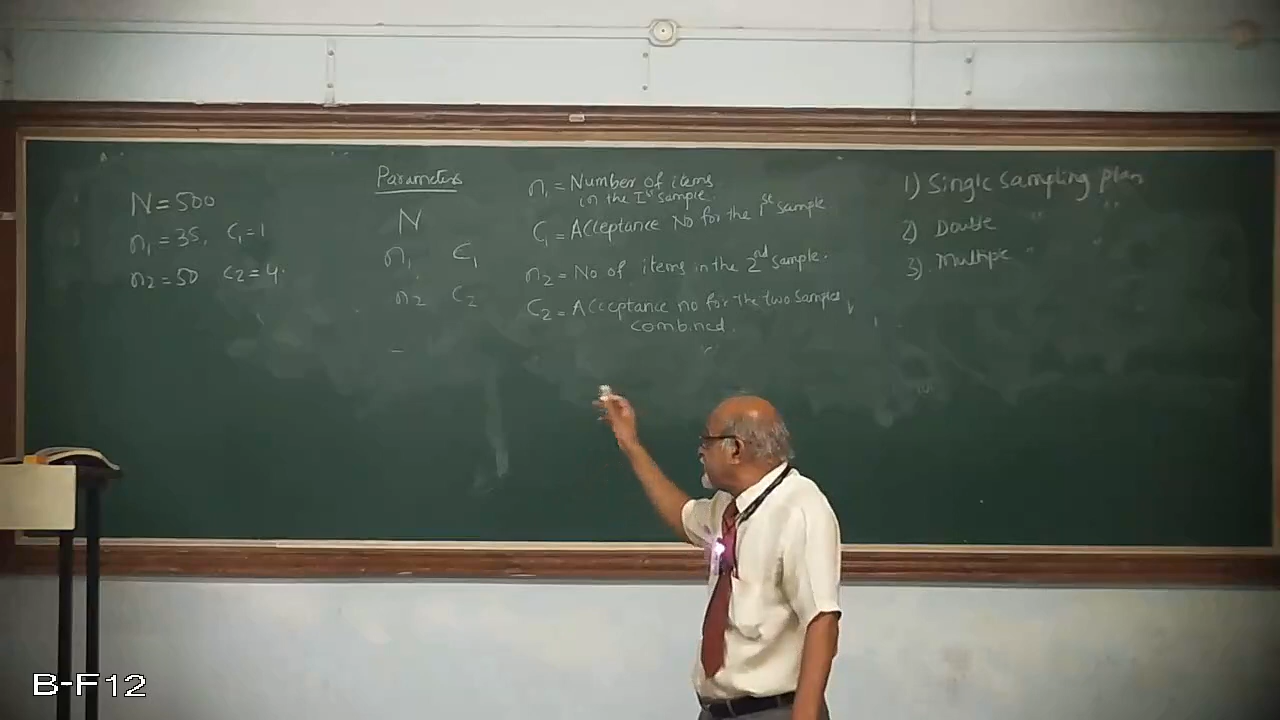 N=500
n₁=35, C₁=1
n₂=50 C₂=4.
Parameters
N
n₁ C₁
n₂ C₂
n₁ = Number of items
in the Iˢᵗ sample.
C₁ = Acceptance No for the 1ˢᵗ sample
n₂ = No of items in the 2ⁿᵈ sample.
C₂ = Acceptance no for the two samples
combined.
1) Single sampling plan
2) Double " "
3). Multiple " "
B-F12